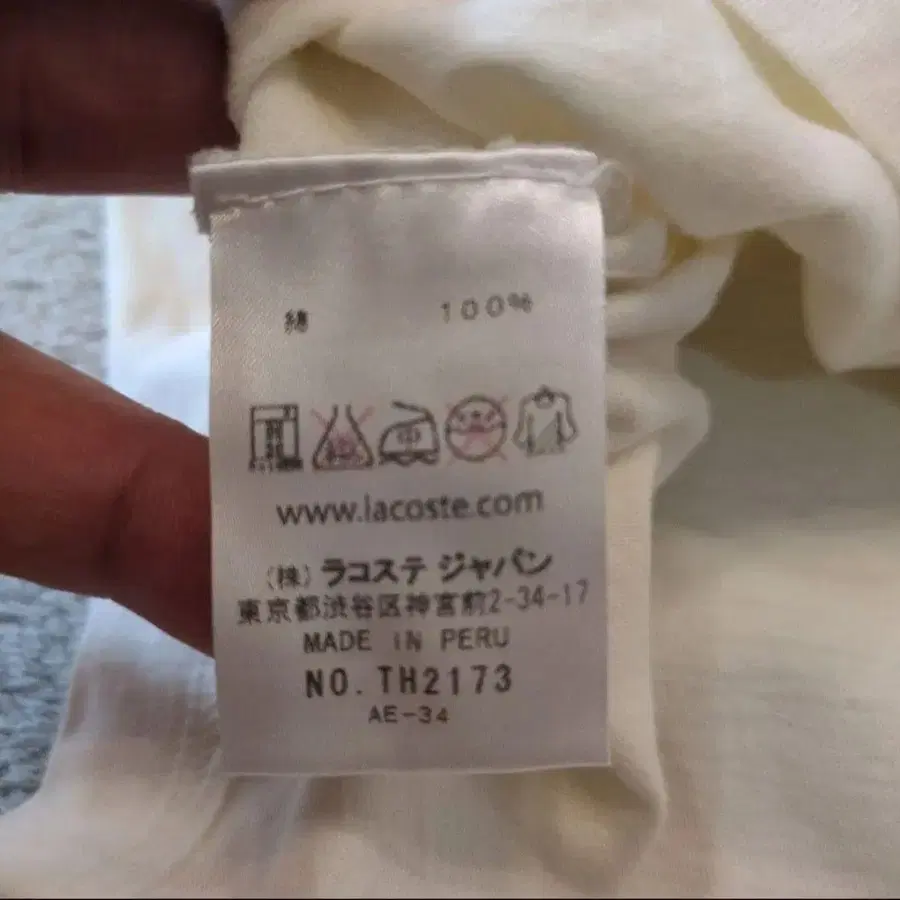 綿 100%
www.lacoste.com
(株) ラコステ ジャパン
東京都渋谷区神宮前2-34-17
MADE IN PERU
NO. TH2173
AE-34